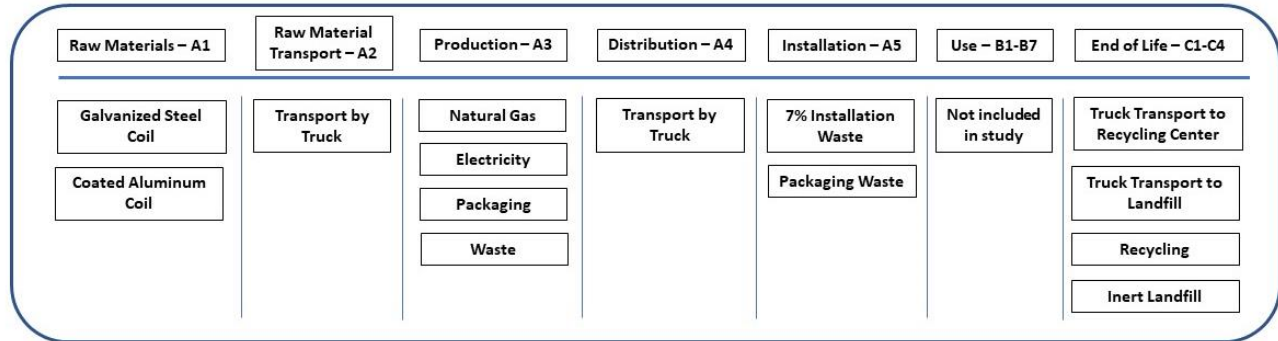 Raw Materials – A1
Raw Material
Transport – A2
Production – A3
Distribution – A4
Installation – A5
Use – B1-B7
End of Life – C1-C4
Galvanized Steel
Coil
Coated Aluminum
Coil
Transport by
Truck
Natural Gas
Electricity
Packaging
Waste
Transport by
Truck
7% Installation
Waste
Packaging Waste
Not included
in study
Truck Transport to
Recycling Center
Truck Transport to
Landfill
Recycling
Inert Landfill